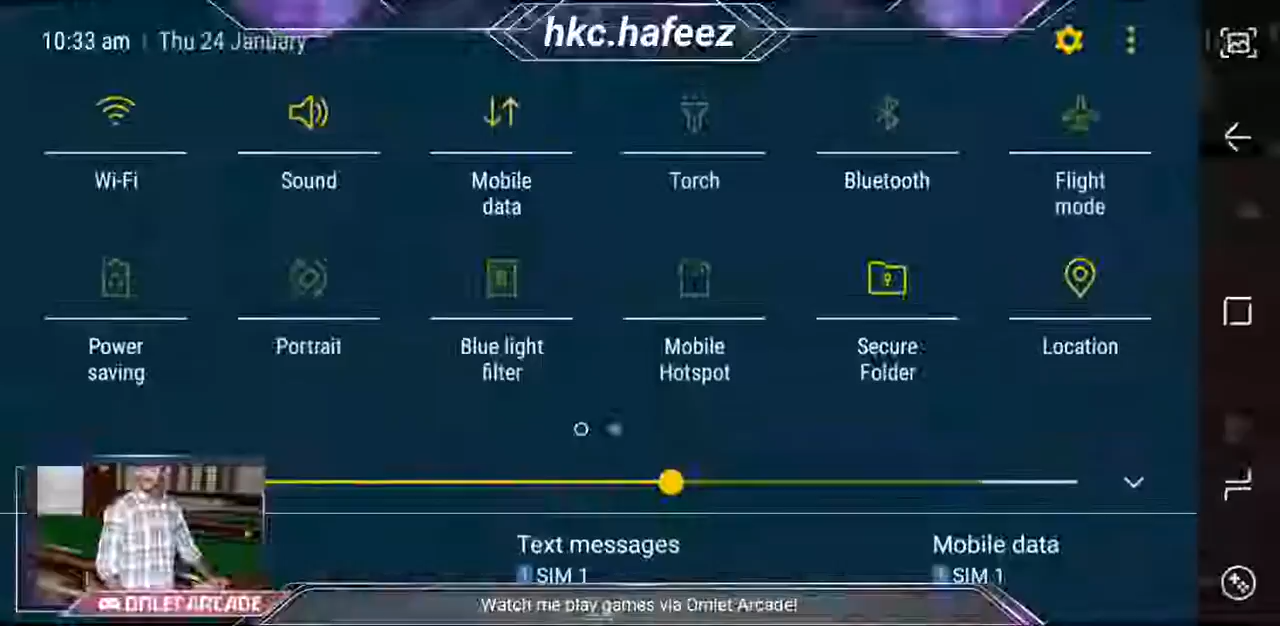 hkc.hafeez
10:33 am | Thu 24 January
Wi-Fi
Sound
Mobile
data
Torch
Bluetooth
Flight
mode
Power
saving
Portrait
Blue light
filter
Mobile
Hotspot
Secure
Folder
Location
Text messages
Mobile data
1 SIM 1
1 SIM 1
OMLET ARCADE
Watch me play games via Omlet Arcade!